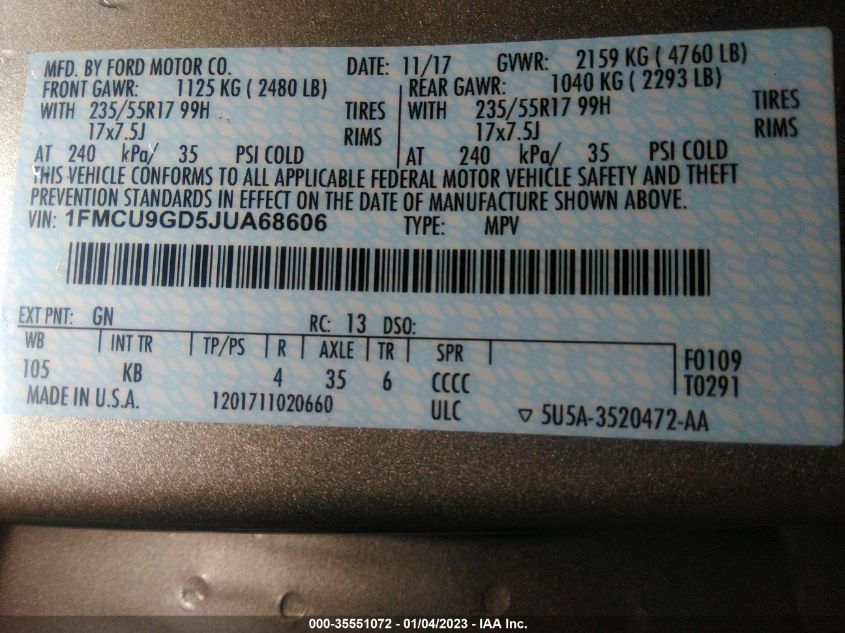 MFD. BY FORD MOTOR CO. DATE: 11/17 GVWR: 2159 KG ( 4760 LB)
FRONT GAWR: 1125 KG ( 2480 LB) REAR GAWR: 1040 KG ( 2293 LB)
WITH 235/55R17 99H TIRES WITH 235/55R17 99H TIRES
17x7.5J RIMS 17x7.5J RIMS
AT 240 kPa/ 35 PSI COLD AT 240 kPa/ 35 PSI COLD
THIS VEHICLE CONFORMS TO ALL APPLICABLE FEDERAL MOTOR VEHICLE SAFETY AND THEFT
PREVENTION STANDARDS IN EFFECT ON THE DATE OF MANUFACTURE SHOWN ABOVE.
VIN: 1FMCU9GD5JUA68606 TYPE: MPV
EXT PNT: GN RC: 13 DSO:
WB INT TR TP/PS R AXLE TR SPR F0109
105 KB 4 35 6 CCCC T0291
MADE IN U.S.A. 1201711020660 ULC ▽ 5U5A-3520472-AA
000-35551072 - 01/04/2023 - IAA Inc.